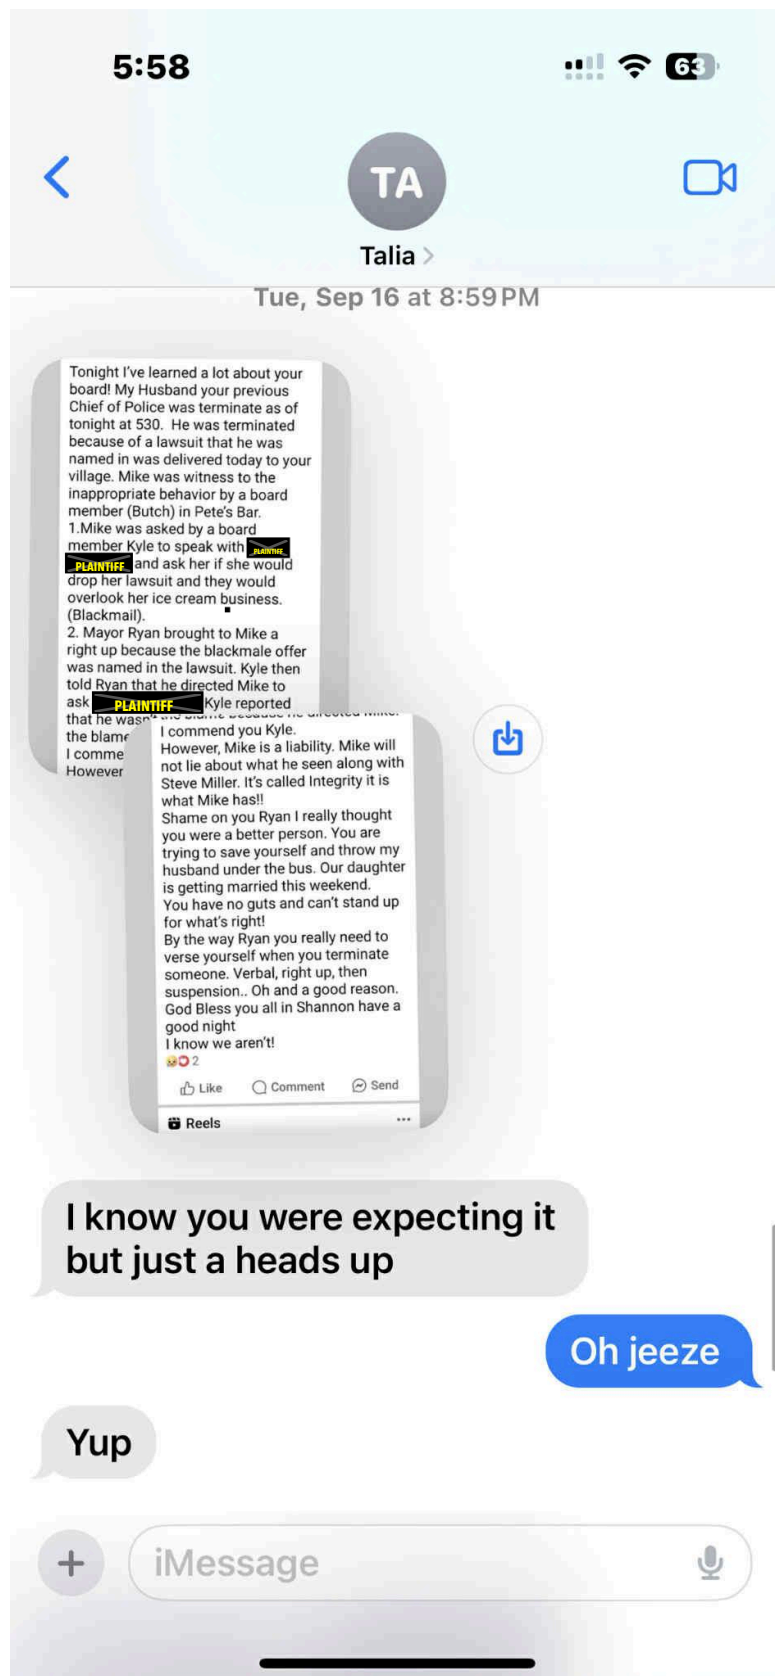 5:58
63
TA
Talia
Tue, Sep 16 at 8:59 PM
Tonight I've learned a lot about your
board! My Husband your previous
Chief of Police was terminate as of
tonight at 530.  He was terminated
because of a lawsuit that he was
named in was delivered today to your
village. Mike was witness to the
inappropriate behavior by a board
member (Butch) in Pete's Bar.
1.Mike was asked by a board
member Kyle to speak with PLAINTIFF
PLAINTIFF and ask her if she would
drop her lawsuit and they would
overlook her ice cream business.
(Blackmail).
2. Mayor Ryan brought to Mike a
right up because the blackmale offer
was named in the lawsuit. Kyle then
told Ryan that he directed Mike to
ask PLAINTIFF Kyle reported
that he wasn't
the blame
I comme
However
I commend you Kyle.
However, Mike is a liability. Mike will
not lie about what he seen along with
Steve Miller. It's called Integrity it is
what Mike has!!
Shame on you Ryan I really thought
you were a better person. You are
trying to save yourself and throw my
husband under the bus. Our daughter
is getting married this weekend.
You have no guts and can't stand up
for what's right!
By the way Ryan you really need to
verse yourself when you terminate
someone. Verbal, right up, then
suspension.. Oh and a good reason.
God Bless you all in Shannon have a
good night
I know we aren't!
2
Like Comment Send
Reels
I know you were expecting it
but just a heads up
Oh jeeze
Yup
iMessage